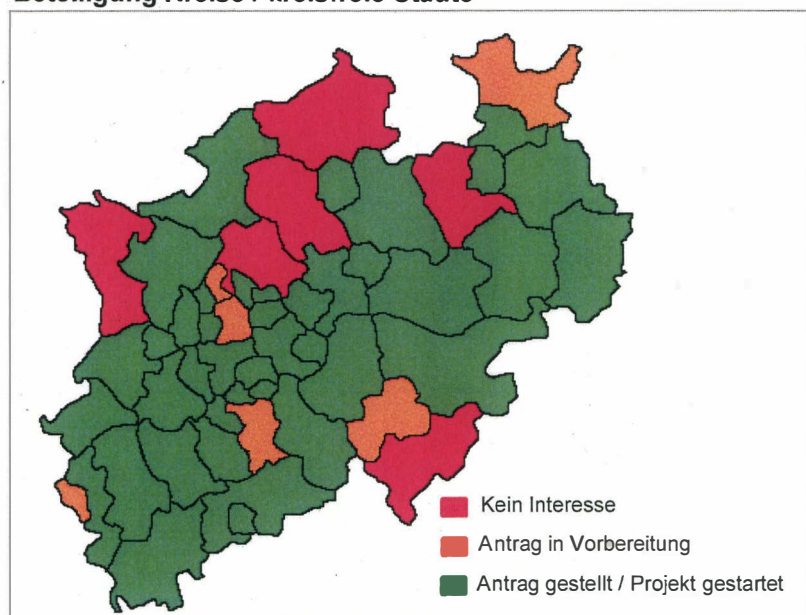 Beteiligung Kreise / kreisfreie Städte
Kein Interesse
Antrag in Vorbereitung
Antrag gestellt / Projekt gestartet